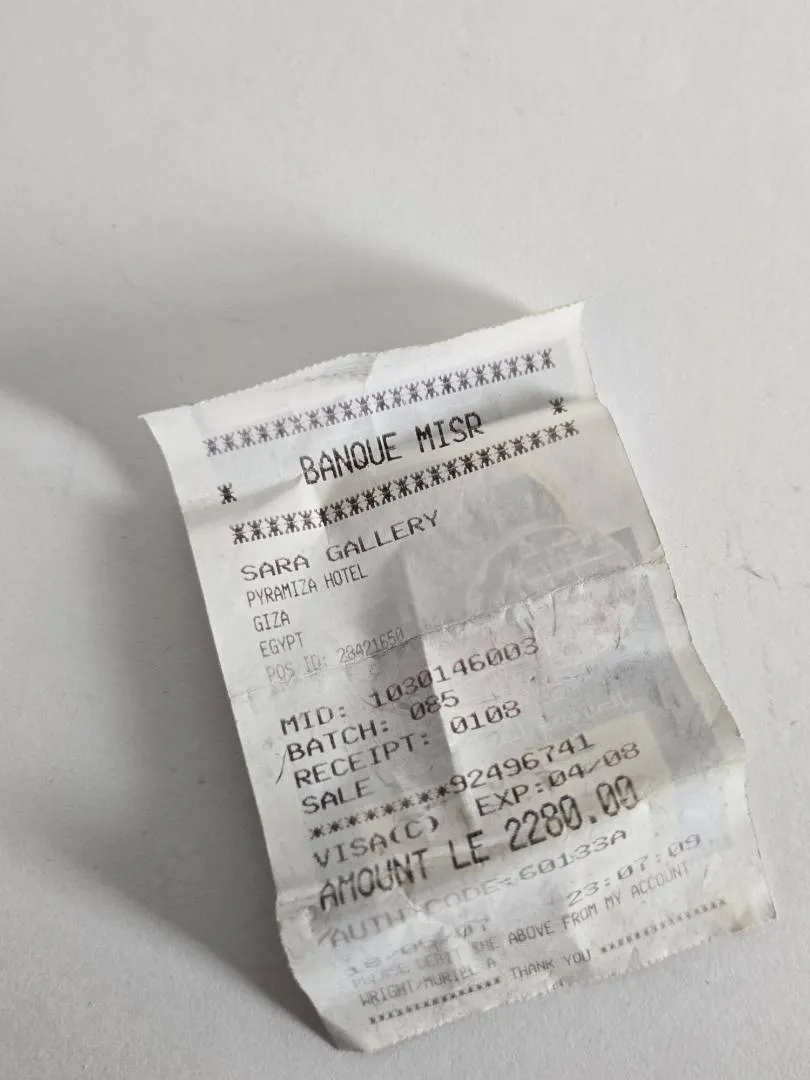 ********************
BANQUE MISR
* *
********************
SARA GALLERY
PYRAMIZA HOTEL
GIZA
EGYPT
POS ID: 28421650
MID: 1030146003
BATCH: 085
RECEIPT: 0108
SALE
********92496741
VISA(C) EXP:04/08
AMOUNT LE 2280.00
AUTH-CODE:60133A
23:07:09
PLEASE DEBIT THE ABOVE FROM MY ACCOUNT
WRIGHT/MURIEL A
************* THANK YOU *************